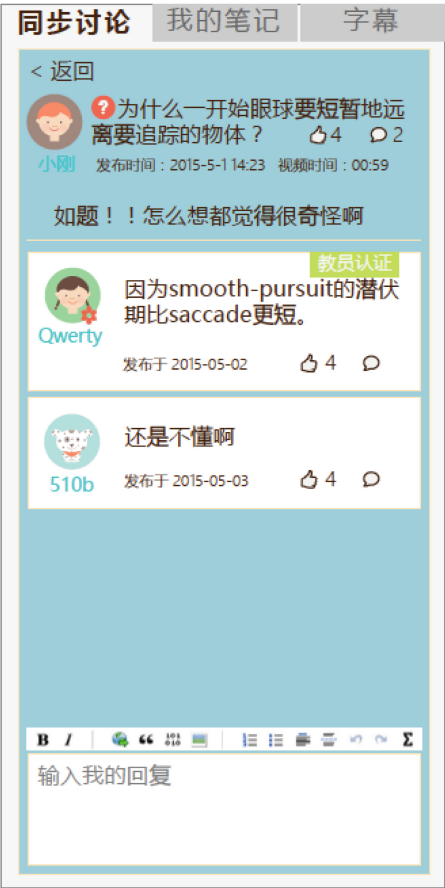 同步讨论 我的笔记 字幕
< 返回
? 为什么一开始眼球要短暂地远
离要追踪的物体？ 4 2
小刚 发布时间：2015-5-1 14:23 视频时间：00:59
如题！！怎么想都觉得很奇怪啊
教员认证
因为smooth-pursuit的潜伏
期比saccade更短。
Qwerty
发布于 2015-05-02 4
还是不懂啊
510b 发布于 2015-05-03 4
B I “ 101 010 Σ
输入我的回复